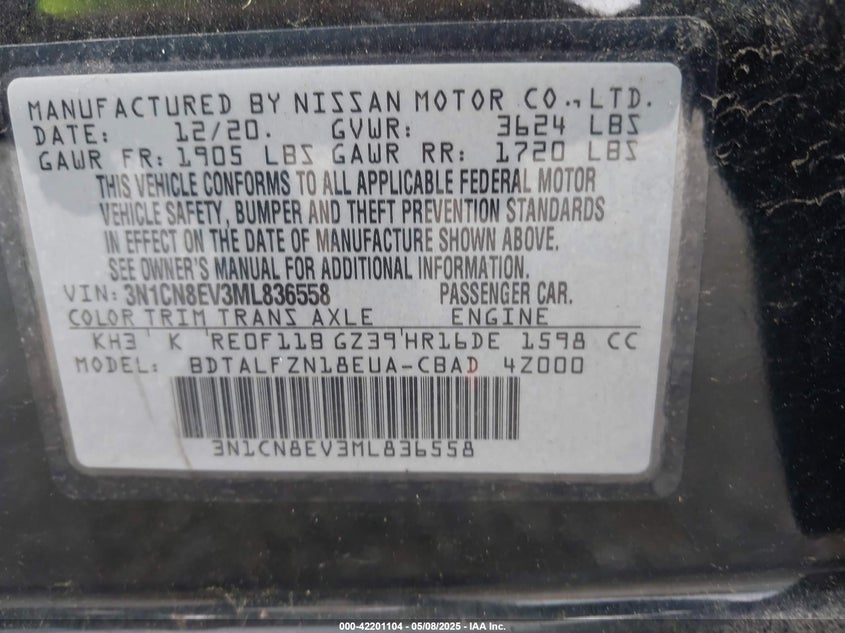 MANUFACTURED BY NISSAN MOTOR CO.,LTD.
DATE: 12/20. GVWR: 3624 LBS
GAWR FR: 1905 LBS GAWR RR: 1720 LBS
THIS VEHICLE CONFORMS TO ALL APPLICABLE FEDERAL MOTOR
VEHICLE SAFETY, BUMPER AND THEFT PREVENTION STANDARDS
IN EFFECT ON THE DATE OF MANUFACTURE SHOWN ABOVE.
SEE OWNER'S MANUAL FOR ADDITIONAL INFORMATION.
VIN: 3N1CN8EV3ML836558 PASSENGER CAR.
COLOR TRIM TRANS AXLE ENGINE
KH3 K RE0F11B GZ39 HR16DE 1598 CC
MODEL: BDTALFZN18EUA-CBAD 4Z000
3N1CN8EV3ML836558
000-42201104 - 05/08/2025 - IAA Inc.